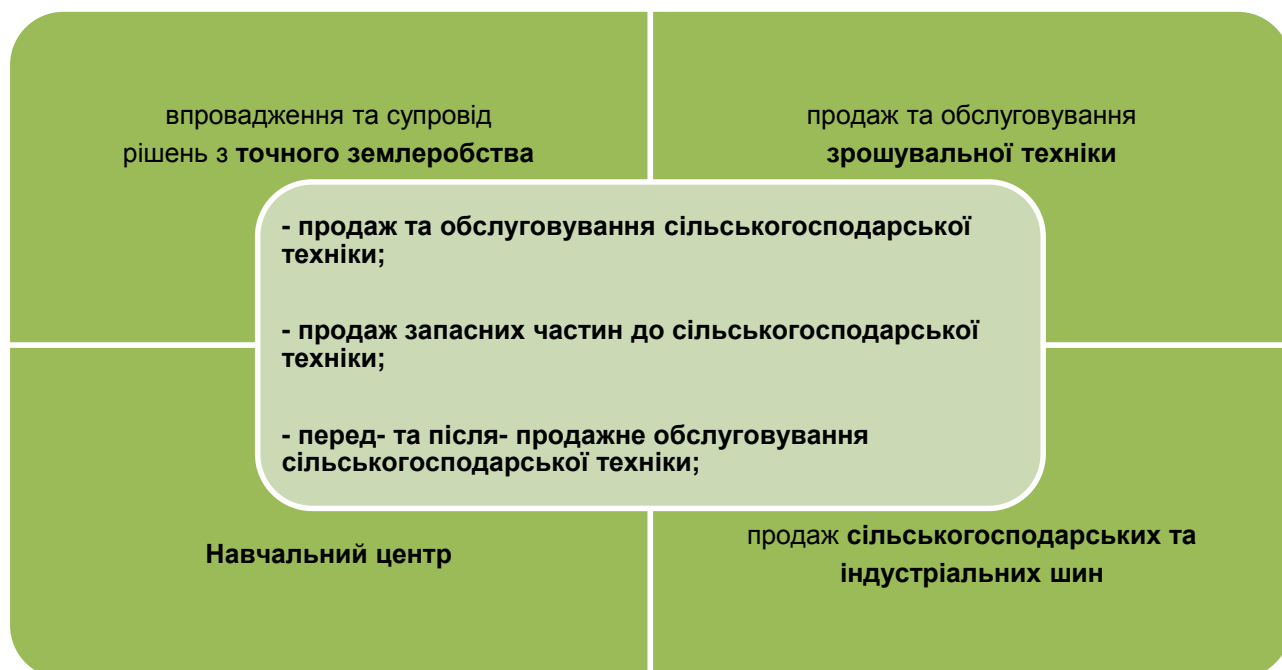 впровадження та супровід
рішень з точного землеробства
продаж та обслуговування
зрошувальної техніки
- продаж та обслуговування сільськогосподарської
техніки;
- продаж запасних частин до сільськогосподарської
техніки;
- перед- та після- продажне обслуговування
сільськогосподарської техніки;
Навчальний центр
продаж сільськогосподарських та
індустріальних шин